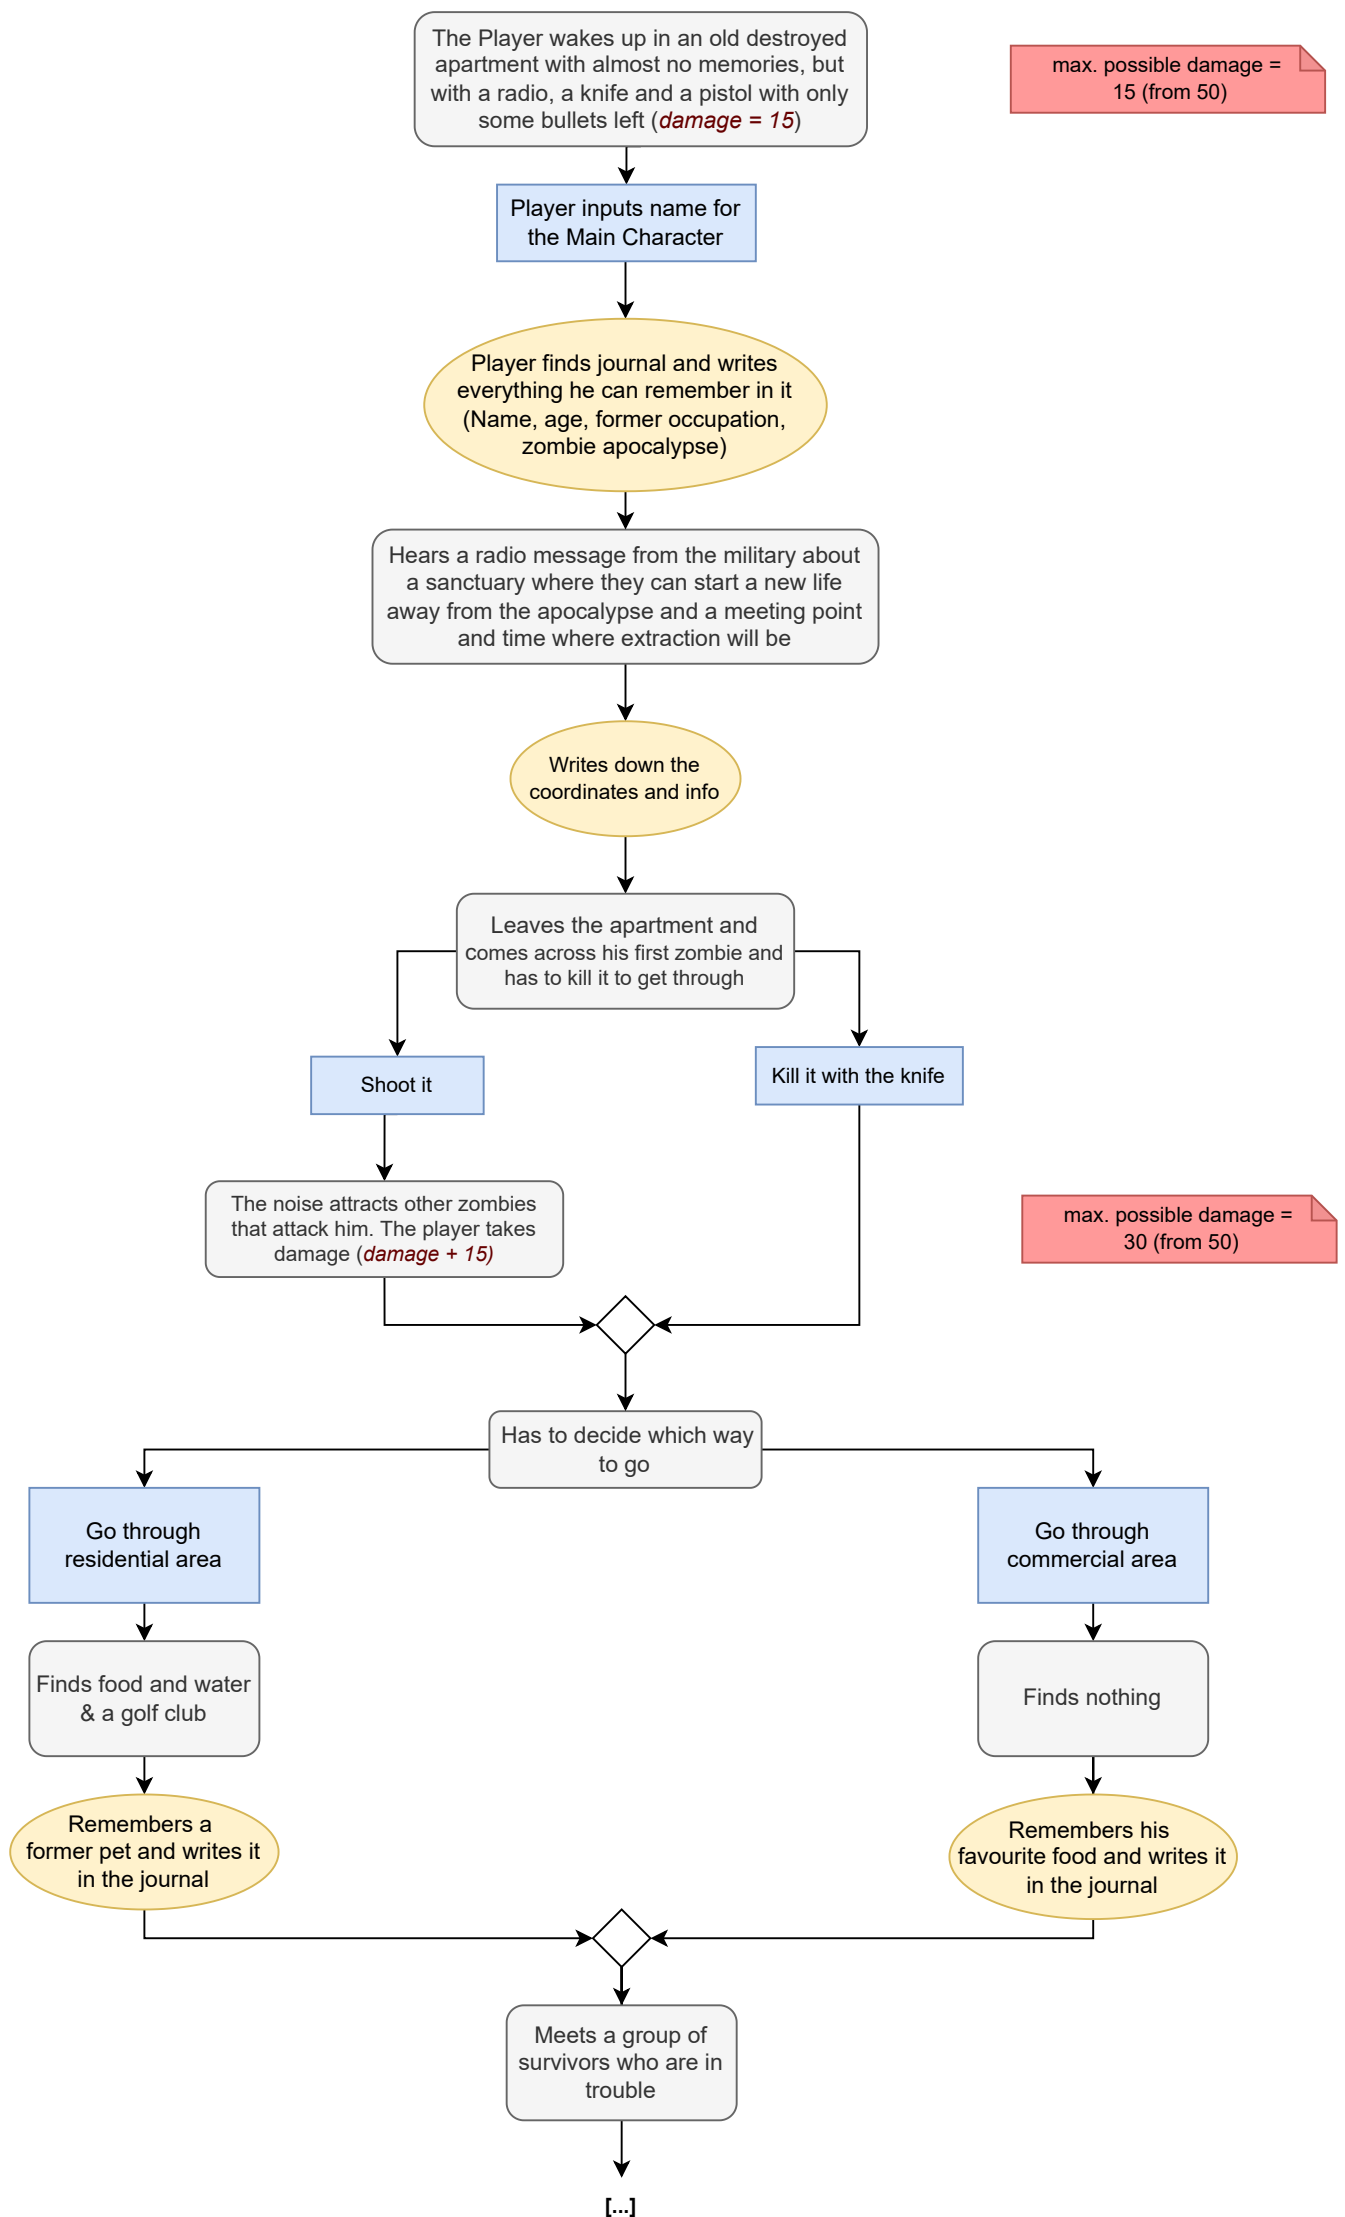 The Player wakes up in an old destroyed
apartment with almost no memories, but
with a radio, a knife and a pistol with only
some bullets left (damage = 15)
max. possible damage =
15 (from 50)
Player inputs name for
the Main Character
Player finds journal and writes
everything he can remember in it
(Name, age, former occupation,
zombie apocalypse)
Hears a radio message from the military about
a sanctuary where they can start a new life
away from the apocalypse and a meeting point
and time where extraction will be
Writes down the
coordinates and info
Leaves the apartment and
comes across his first zombie and
has to kill it to get through
Shoot it
Kill it with the knife
The noise attracts other zombies
that attack him. The player takes
damage (damage + 15)
max. possible damage =
30 (from 50)
Has to decide which way
to go
Go through
residential area
Go through
commercial area
Finds food and water
& a golf club
Finds nothing
Remembers a
former pet and writes it
in the journal
Remembers his
favourite food and writes it
in the journal
Meets a group of
survivors who are in
trouble
[...]